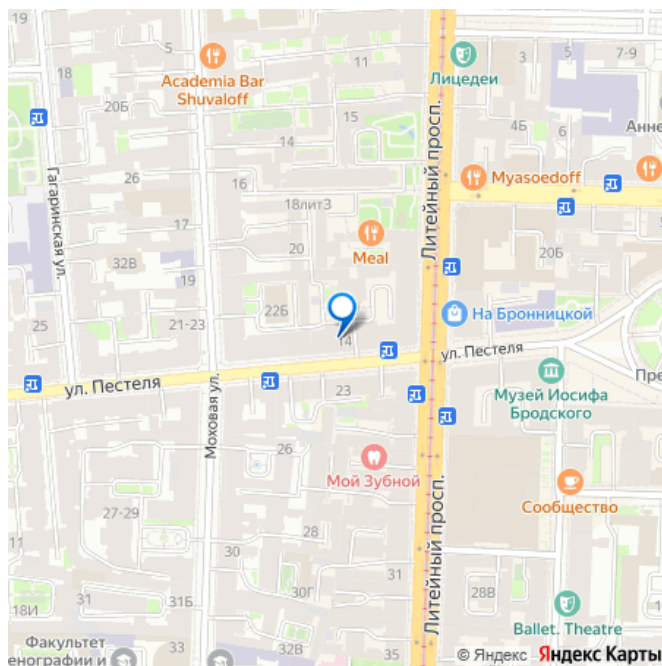 19
5
Academia Bar
Shuvaloff
18
20Б
Гагаринская ул.
14
15
26
16
17
18лит3
Meal
20
32В
19
22Б
21-23
25
14
ул. Пестеля
Моховая ул.
23
26
Мой Зубной
27-29
28
11
30
30Г
31
33
34
31Б
18И
Факультет
Литейный просп.
Литейный просп.
Лицедеи
3
5
7-9
4Б
6
Анне
Myasoedoff
20Б
На Бронницкой
ул. Пестеля
Музей Иосифа
Бродского
Пре
Сообщество
28В
Ballet. Theatre
© Яндекс Яндекс Карты